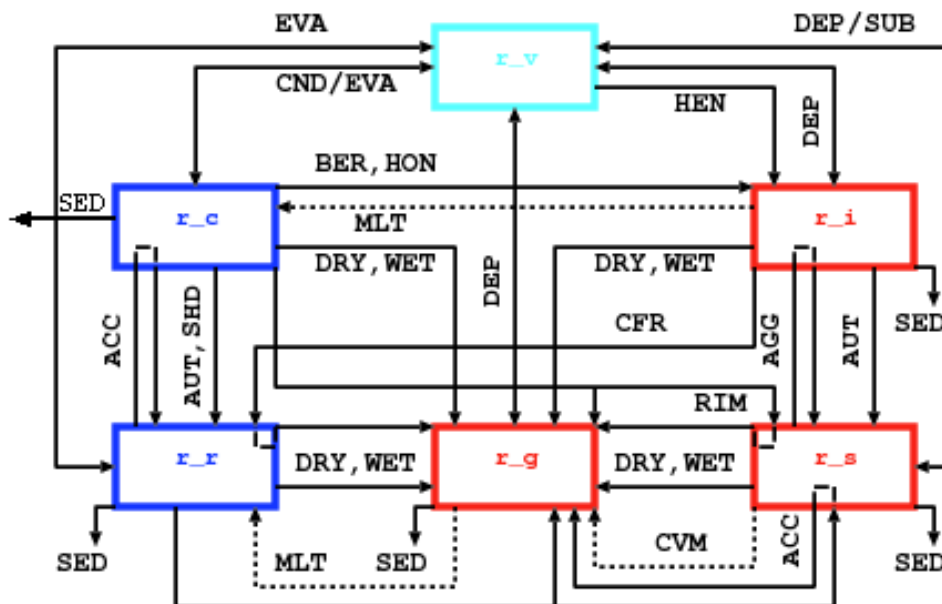 EVA
DEP/SUB
r_v
CND/EVA
HEN
DEP
BER,HON
SED
r_c
MLT
r_i
DRY,WET
DEP
DRY,WET
SED
ACC
AUT,SHD
CFR
AGG
AUT
RIM
r_r
r_g
r_s
DRY,WET
DRY,WET
SED
MLT
SED
CVM
ACC
SED